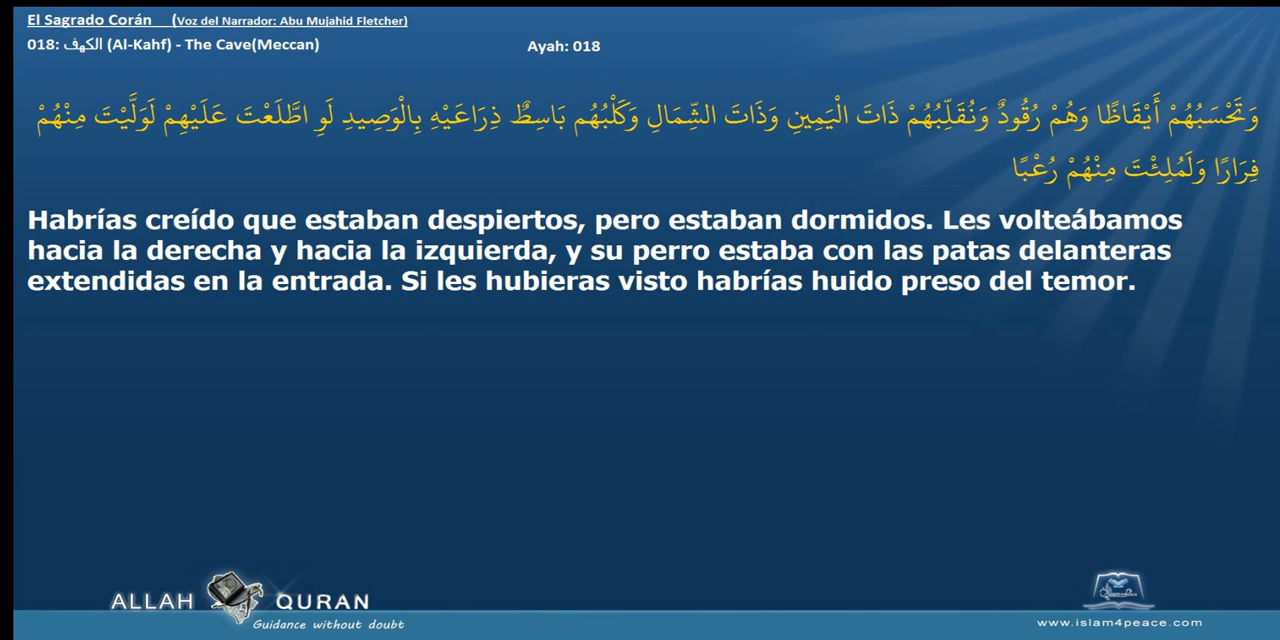 El Sagrado Corán (Voz del Narrador: Abu Mujahid Fletcher)
018: الكهف (Al-Kahf) - The Cave(Meccan)
Ayah: 018
وَتَحْسَبُهُمْ أَيْقَاظًا وَهُمْ رُقُودٌ وَنُقَلِّبُهُمْ ذَاتَ الْيَمِينِ وَذَاتَ الشِّمَالِ وَكَلْبُهُم بَاسِطٌ ذِرَاعَيْهِ بِالْوَصِيدِ لَوِ اطَّلَعْتَ عَلَيْهِمْ لَوَلَّيْتَ مِنْهُمْ
فِرَارًا وَلَمُلِئْتَ مِنْهُمْ رُعْبًا
Habrías creído que estaban despiertos, pero estaban dormidos. Les volteábamos
hacia la derecha y hacia la izquierda, y su perro estaba con las patas delanteras
extendidas en la entrada. Si les hubieras visto habrías huido preso del temor.
ALLAH QURAN
Guidance without doubt
www.islam4peace.com